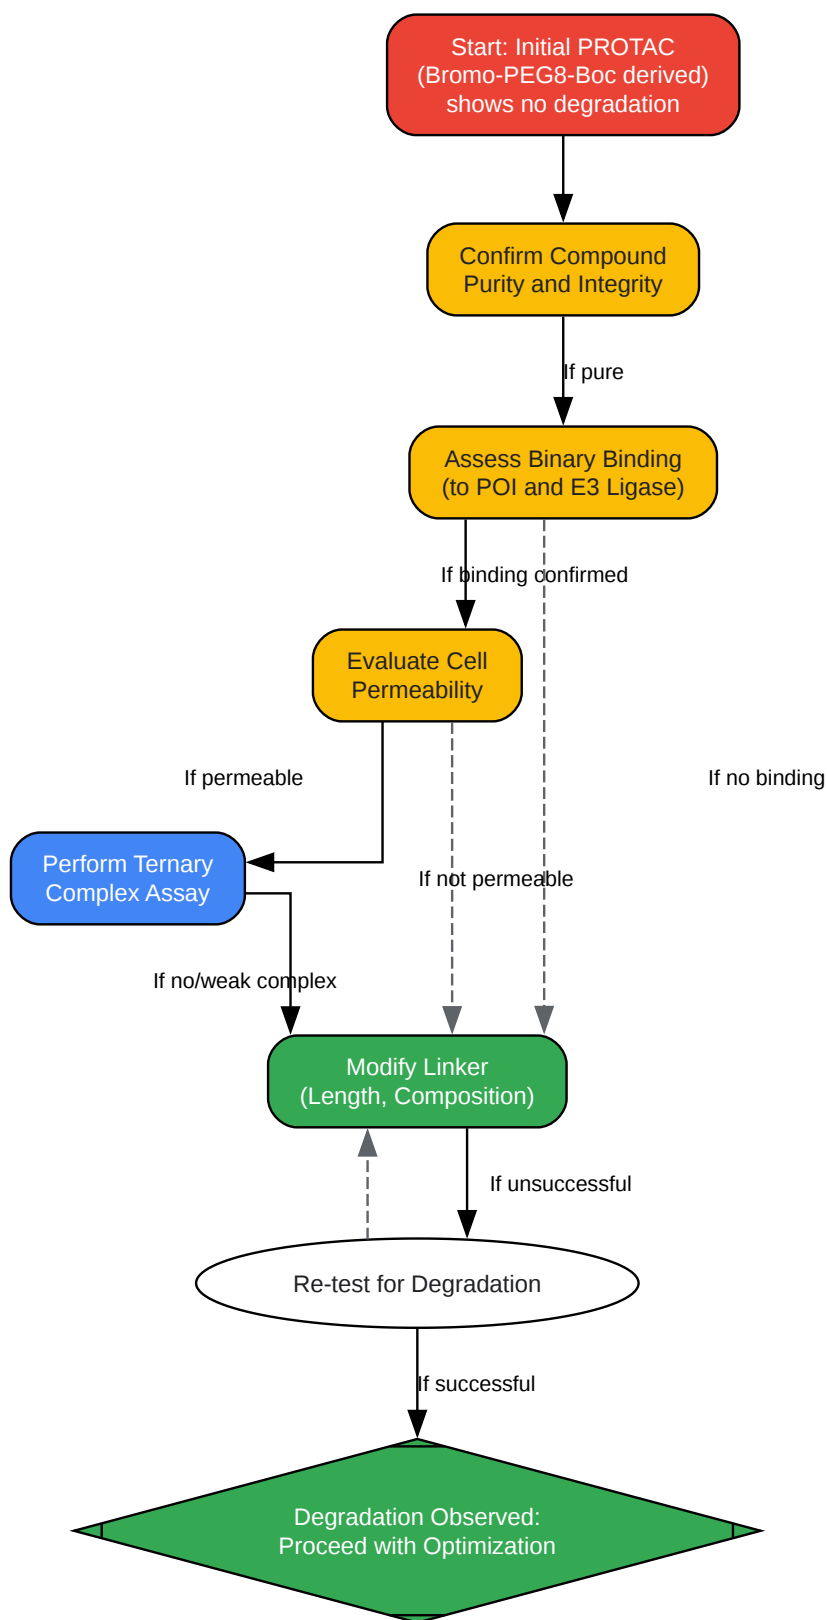 Start: Initial PROTAC
(Bromo-PEG8-Boc derived)
shows no degradation
Confirm Compound
Purity and Integrity
If pure
Assess Binary Binding
(to POI and E3 Ligase)
If binding confirmed
Evaluate Cell
Permeability
If permeable
If no binding
Perform Ternary
Complex Assay
If not permeable
If no/weak complex
Modify Linker
(Length, Composition)
If unsuccessful
Re-test for Degradation
If successful
Degradation Observed:
Proceed with Optimization